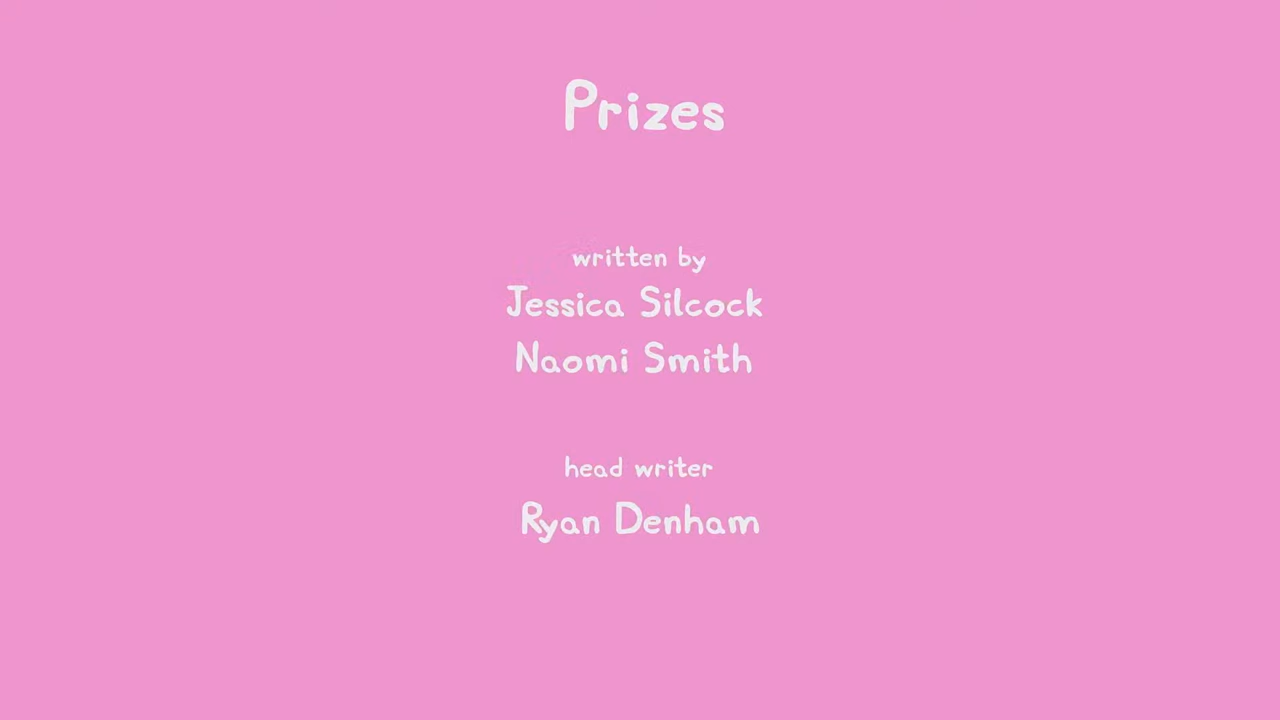 Prizes
written by
Jessica Silcock
Naomi Smith
head writer
Ryan Denham